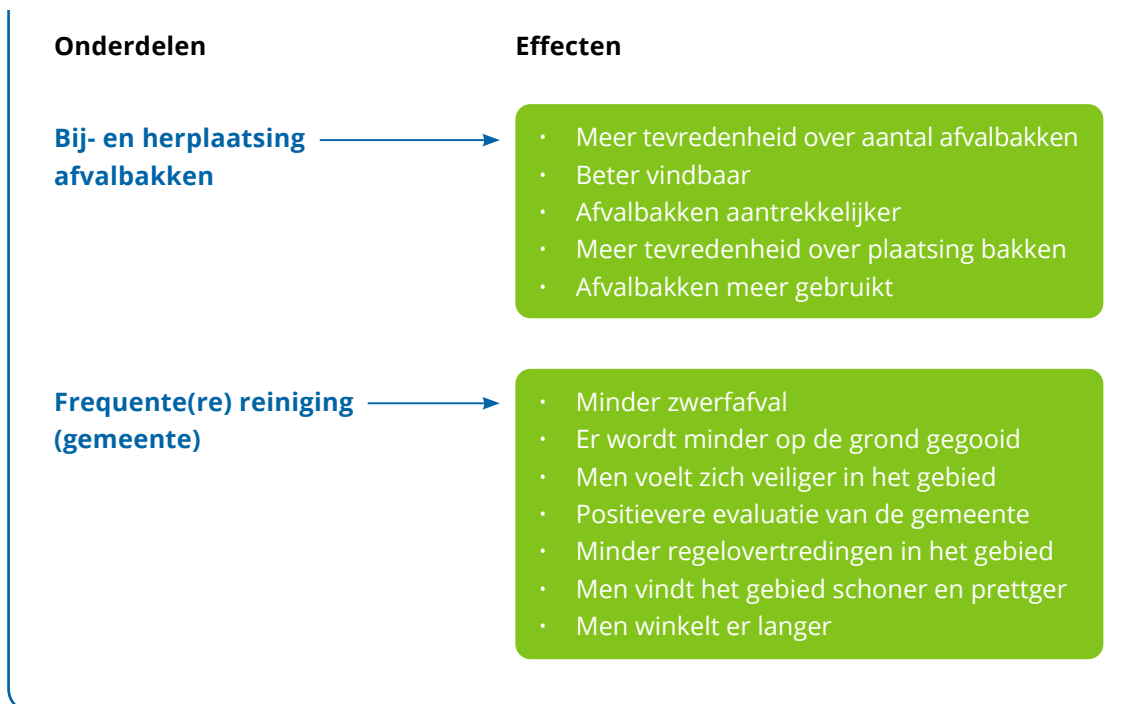 Onderdelen
Effecten
Bij- en herplaatsing
afvalbakken
· Meer tevredenheid over aantal afvalbakken
· Beter vindbaar
· Afvalbakken aantrekkelijker
· Meer tevredenheid over plaatsing bakken
· Afvalbakken meer gebruikt
Frequente(re) reiniging
(gemeente)
· Minder zwerfafval
· Er wordt minder op de grond gegooid
· Men voelt zich veiliger in het gebied
· Positievere evaluatie van de gemeente
· Minder regelovertredingen in het gebied
· Men vindt het gebied schoner en prettger
· Men winkelt er langer